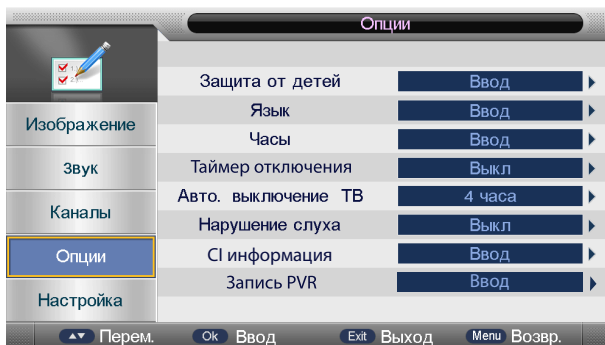 Опции
Защита от детей Ввод
Язык Ввод
Часы Ввод
Таймер отключения Выкл
Авто. выключение ТВ 4 часа
Нарушение слуха Выкл
CI информация Ввод
Запись PVR Ввод
Изображение
Звук
Каналы
Опции
Настройка
Перем. Ok Ввод Exit Выход Menu Возвр.